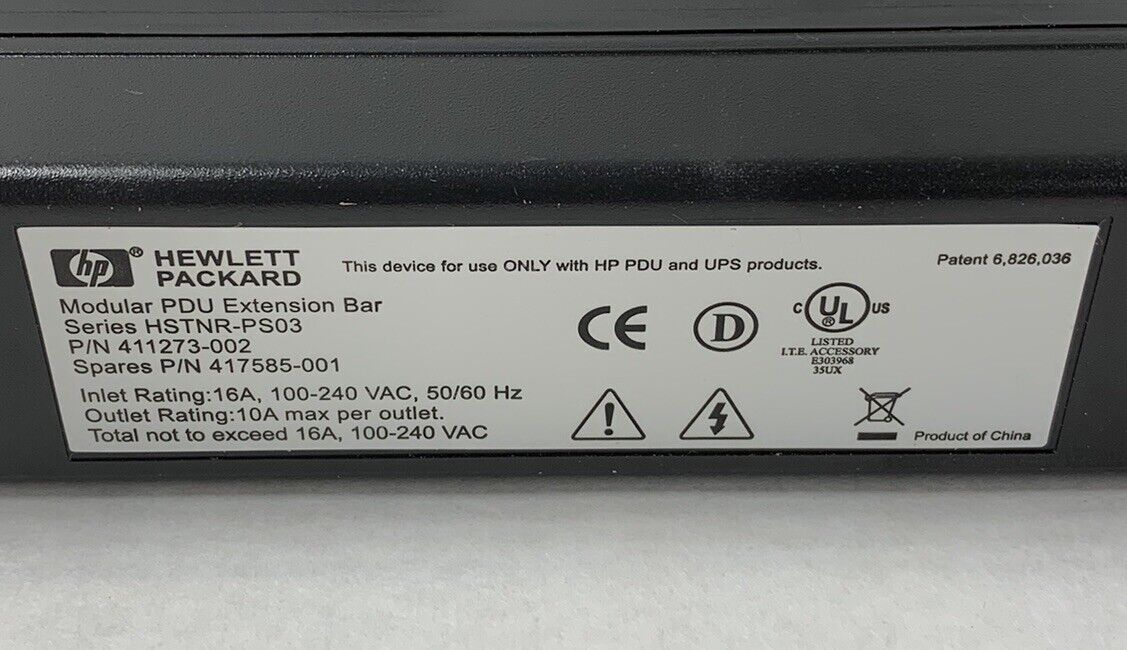 hp® HEWLETT
PACKARD
This device for use ONLY with HP PDU and UPS products.
Patent 6,826,036
Modular PDU Extension Bar
Series HSTNR-PS03
P/N 411273-002
Spares P/N 417585-001
Inlet Rating:16A, 100-240 VAC, 50/60 Hz
Outlet Rating:10A max per outlet.
Total not to exceed 16A, 100-240 VAC
CE
D
C UL® US
LISTED
I.T.E. ACCESSORY
E303968
35UX
!
Product of China